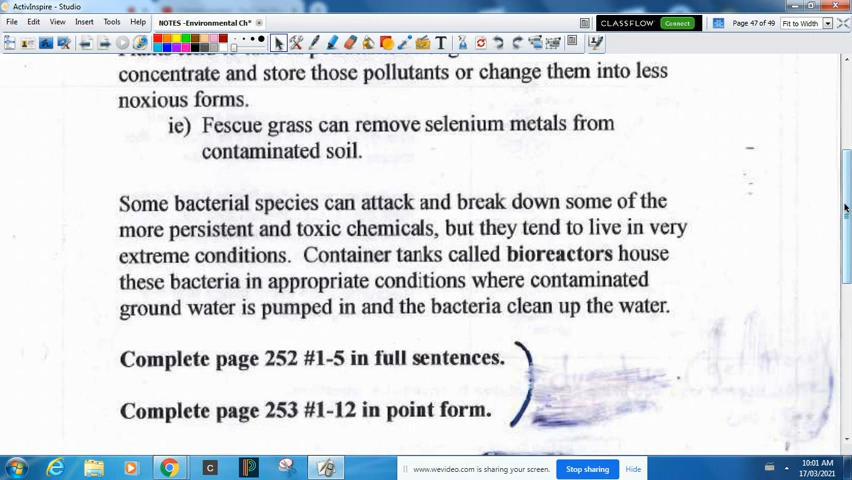 ActivInspire - Studio
File Edit View Insert Tools Help
NOTES -Environmental Ch*
CLASSFLOW Connect
Page 47 of 49
Fit to Width
concentrate and store those pollutants or change them into less
noxious forms.
ie) Fescue grass can remove selenium metals from
contaminated soil.
Some bacterial species can attack and break down some of the
more persistent and toxic chemicals, but they tend to live in very
extreme conditions. Container tanks called bioreactors house
these bacteria in appropriate conditions where contaminated
ground water is pumped in and the bacteria clean up the water.
Complete page 252 #1-5 in full sentences.
Complete page 253 #1-12 in point form.
www.wevideo.com is sharing your screen.
Stop sharing
Hide
10:01 AM
17/03/2021